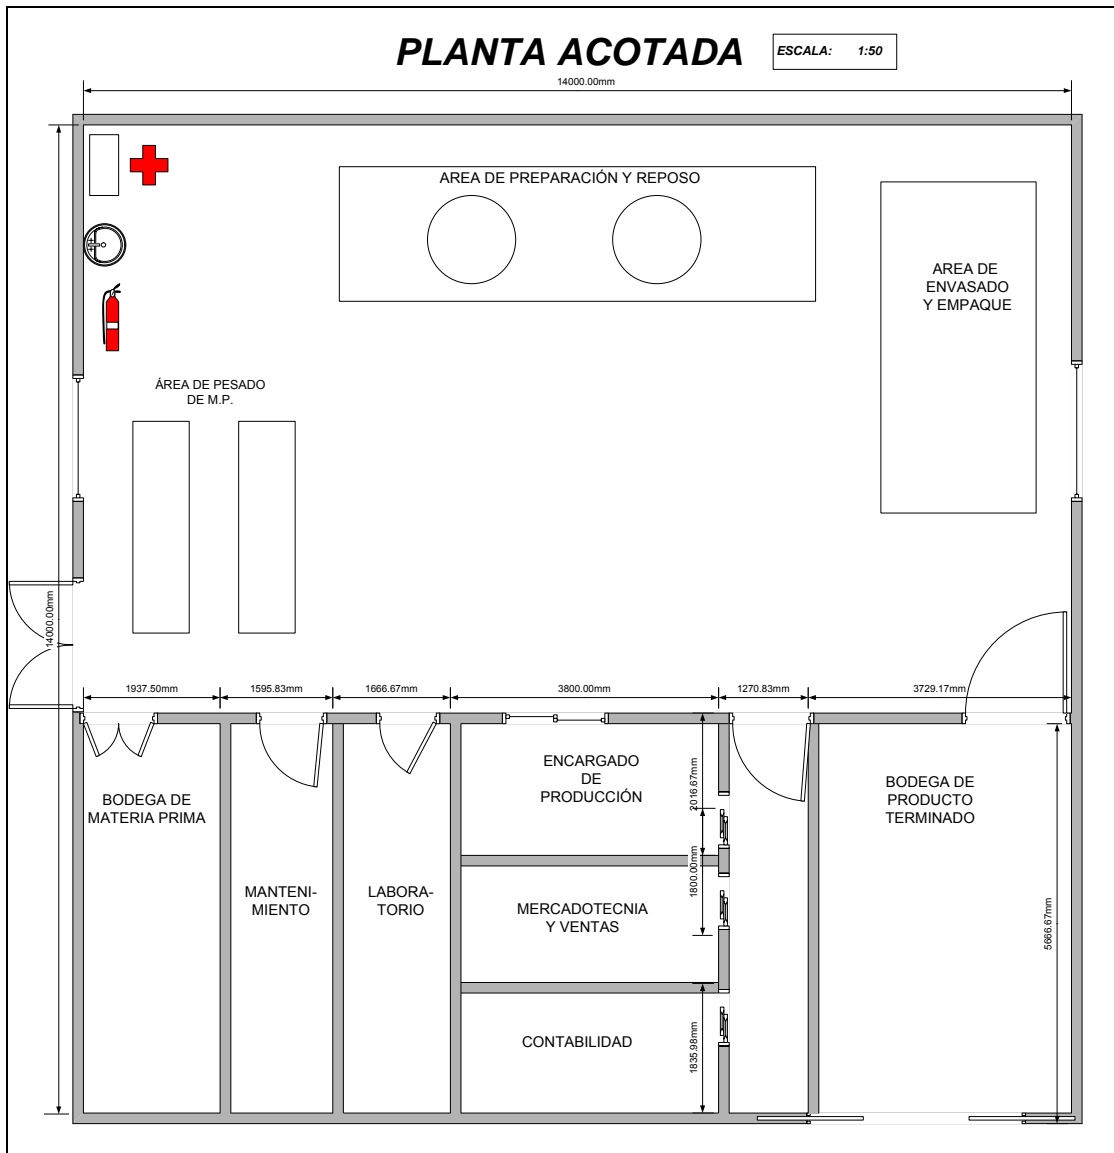 PLANTA ACOTADA
ESCALA: 1:50
14000.00mm
AREA DE PREPARACIÓN Y REPOSO
AREA DE
ENVASADO
Y EMPAQUE
ÁREA DE PESADO
DE M.P.
14000.00mm
1937.50mm
1595.83mm
1666.67mm
3800.00mm
1270.83mm
3729.17mm
ENCARGADO
DE
PRODUCCIÓN
2016.67mm
BODEGA DE
MATERIA PRIMA
BODEGA DE
PRODUCTO
TERMINADO
MANTENI-
MIENTO
LABORA-
TORIO
MERCADOTECNIA
Y VENTAS
1800.00mm
5666.67mm
CONTABILIDAD
1835.98mm